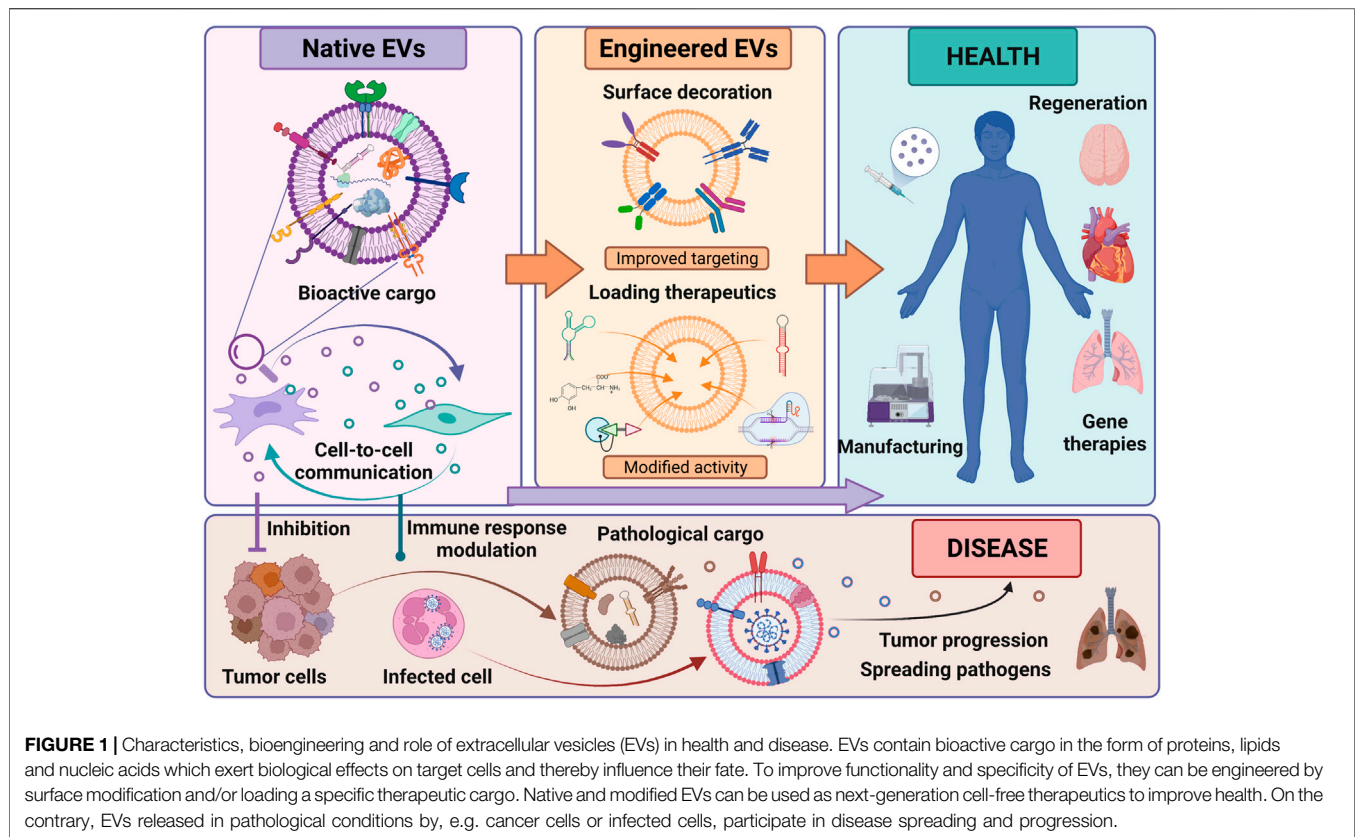 Native EVs
Bioactive cargo
Cell-to-cell
communication
Engineered EVs
Surface decoration
Improved targeting
Loading therapeutics
COO⁻
CH₂—CH—NH₃
+
HO
OH
Modified activity
HEALTH
Regeneration
Manufacturing
Gene
therapies
Inhibition
Immune response
modulation
Pathological cargo
DISEASE
Tumor cells
Infected cell
Tumor progression
Spreading pathogens
FIGURE 1 | Characteristics, bioengineering and role of extracellular vesicles (EVs) in health and disease. EVs contain bioactive cargo in the form of proteins, lipids
and nucleic acids which exert biological effects on target cells and thereby influence their fate. To improve functionality and specificity of EVs, they can be engineered by
surface modification and/or loading a specific therapeutic cargo. Native and modified EVs can be used as next-generation cell-free therapeutics to improve health. On the
contrary, EVs released in pathological conditions by, e.g. cancer cells or infected cells, participate in disease spreading and progression.